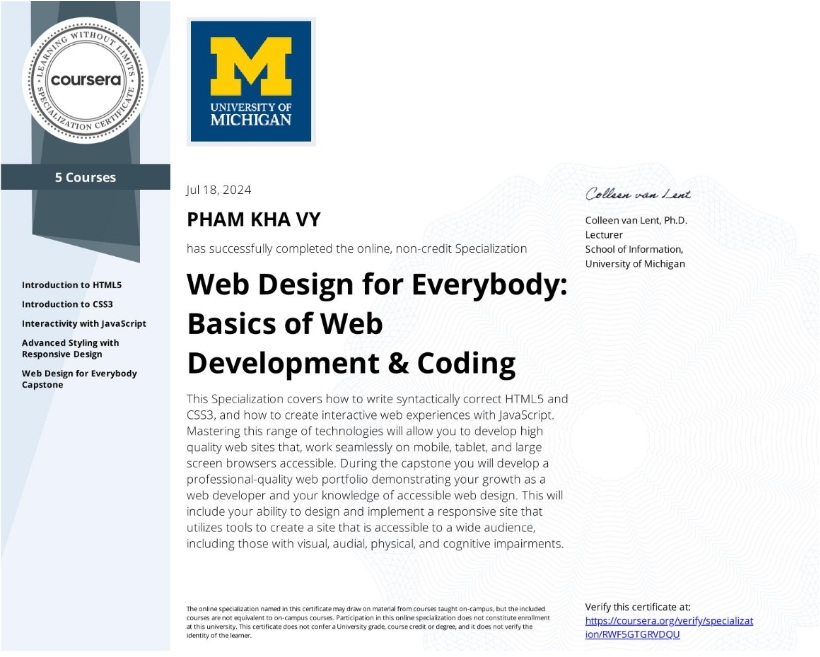 LEARNING WITHOUT LIMITS
coursera
SPECIALIZATION CERTIFICATE
5 Courses
Introduction to HTML5
Introduction to CSS3
Interactivity with JavaScript
Advanced Styling with
Responsive Design
Web Design for Everybody
Capstone
M
UNIVERSITY OF
MICHIGAN
Jul 18, 2024
PHAM KHA VY
has successfully completed the online, non-credit Specialization
Web Design for Everybody:
Basics of Web
Development & Coding
This Specialization covers how to write syntactically correct HTML5 and
CSS3, and how to create interactive web experiences with JavaScript.
Mastering this range of technologies will allow you to develop high
quality web sites that, work seamlessly on mobile, tablet, and large
screen browsers accessible. During the capstone you will develop a
professional-quality web portfolio demonstrating your growth as a
web developer and your knowledge of accessible web design. This will
include your ability to design and implement a responsive site that
utilizes tools to create a site that is accessible to a wide audience,
including those with visual, audial, physical, and cognitive impairments.
Colleen van Lent
Colleen van Lent, Ph.D.
Lecturer
School of Information,
University of Michigan
The online specialization named in this certificate may draw on material from courses taught on-campus, but the included
courses are not equivalent to on-campus courses. Participation in this online specialization does not constitute enrollment
at this university. This certificate does not confer a University grade, course credit or degree, and it does not verify the
identity of the learner.
Verify this certificate at:
https://coursera.org/verify/specializat
ion/RWF5GTGRVDQU